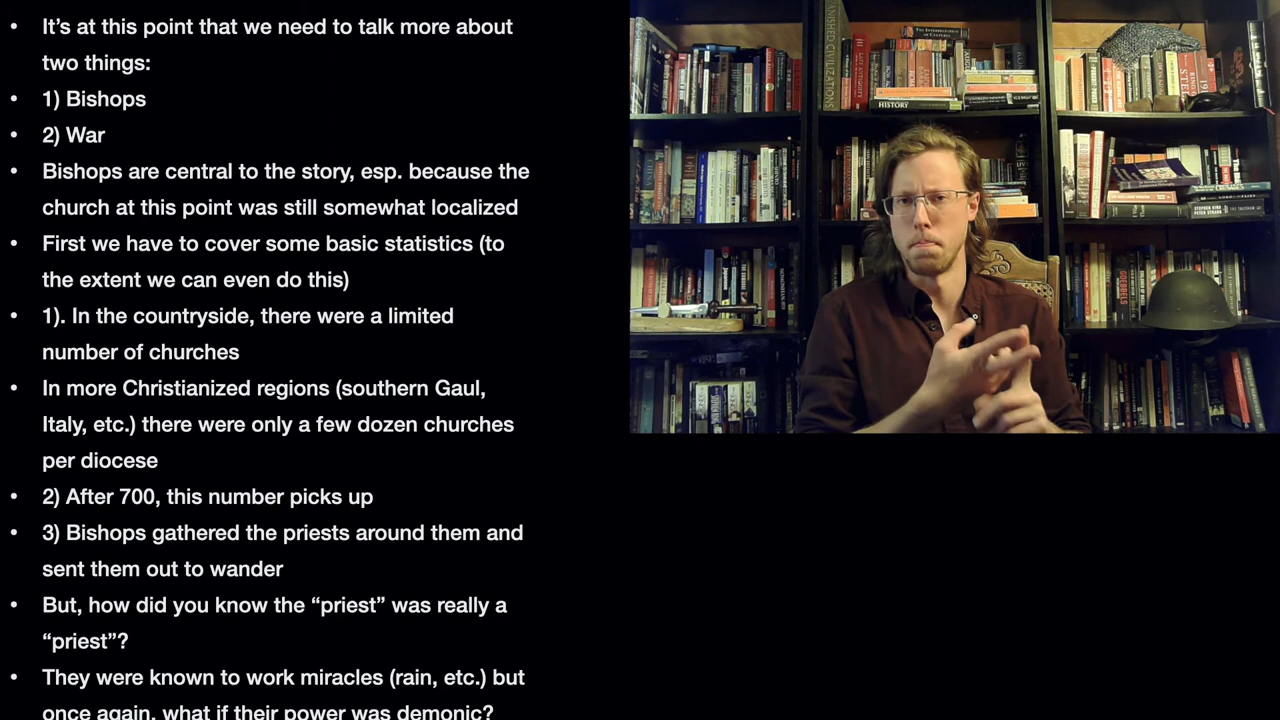 • It’s at this point that we need to talk more about
two things:
• 1) Bishops
• 2) War
• Bishops are central to the story, esp. because the
church at this point was still somewhat localized
• First we have to cover some basic statistics (to
the extent we can even do this)
• 1). In the countryside, there were a limited
number of churches
• In more Christianized regions (southern Gaul,
Italy, etc.) there were only a few dozen churches
per diocese
• 2) After 700, this number picks up
• 3) Bishops gathered the priests around them and
sent them out to wander
• But, how did you know the “priest” was really a
“priest”?
• They were known to work miracles (rain, etc.) but
once again, what if their power was demonic?
VANISHED CIVILIZATIONS
HISTORY
GOEBBELS